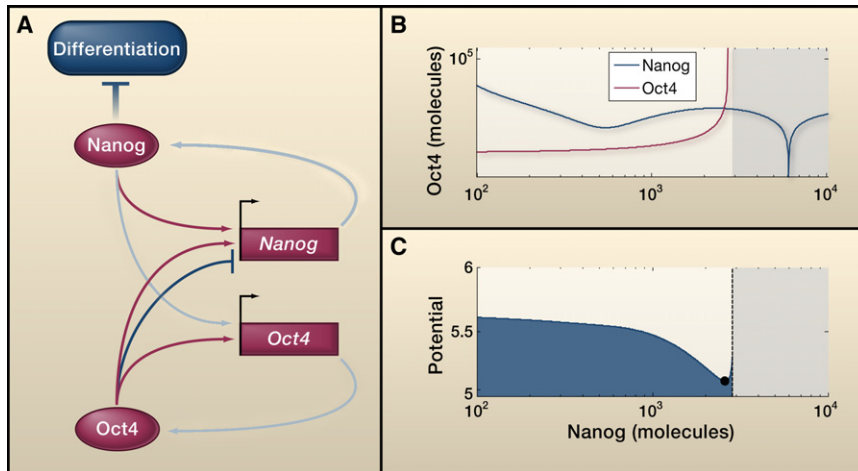 A
Differentiation
Nanog
Nanog
Oct4
Oct4
B
Oct4 (molecules)
10^5
Nanog
Oct4
10^2
10^3
10^4
C
Potential
6
5.5
5
10^2
10^3
10^4
Nanog (molecules)